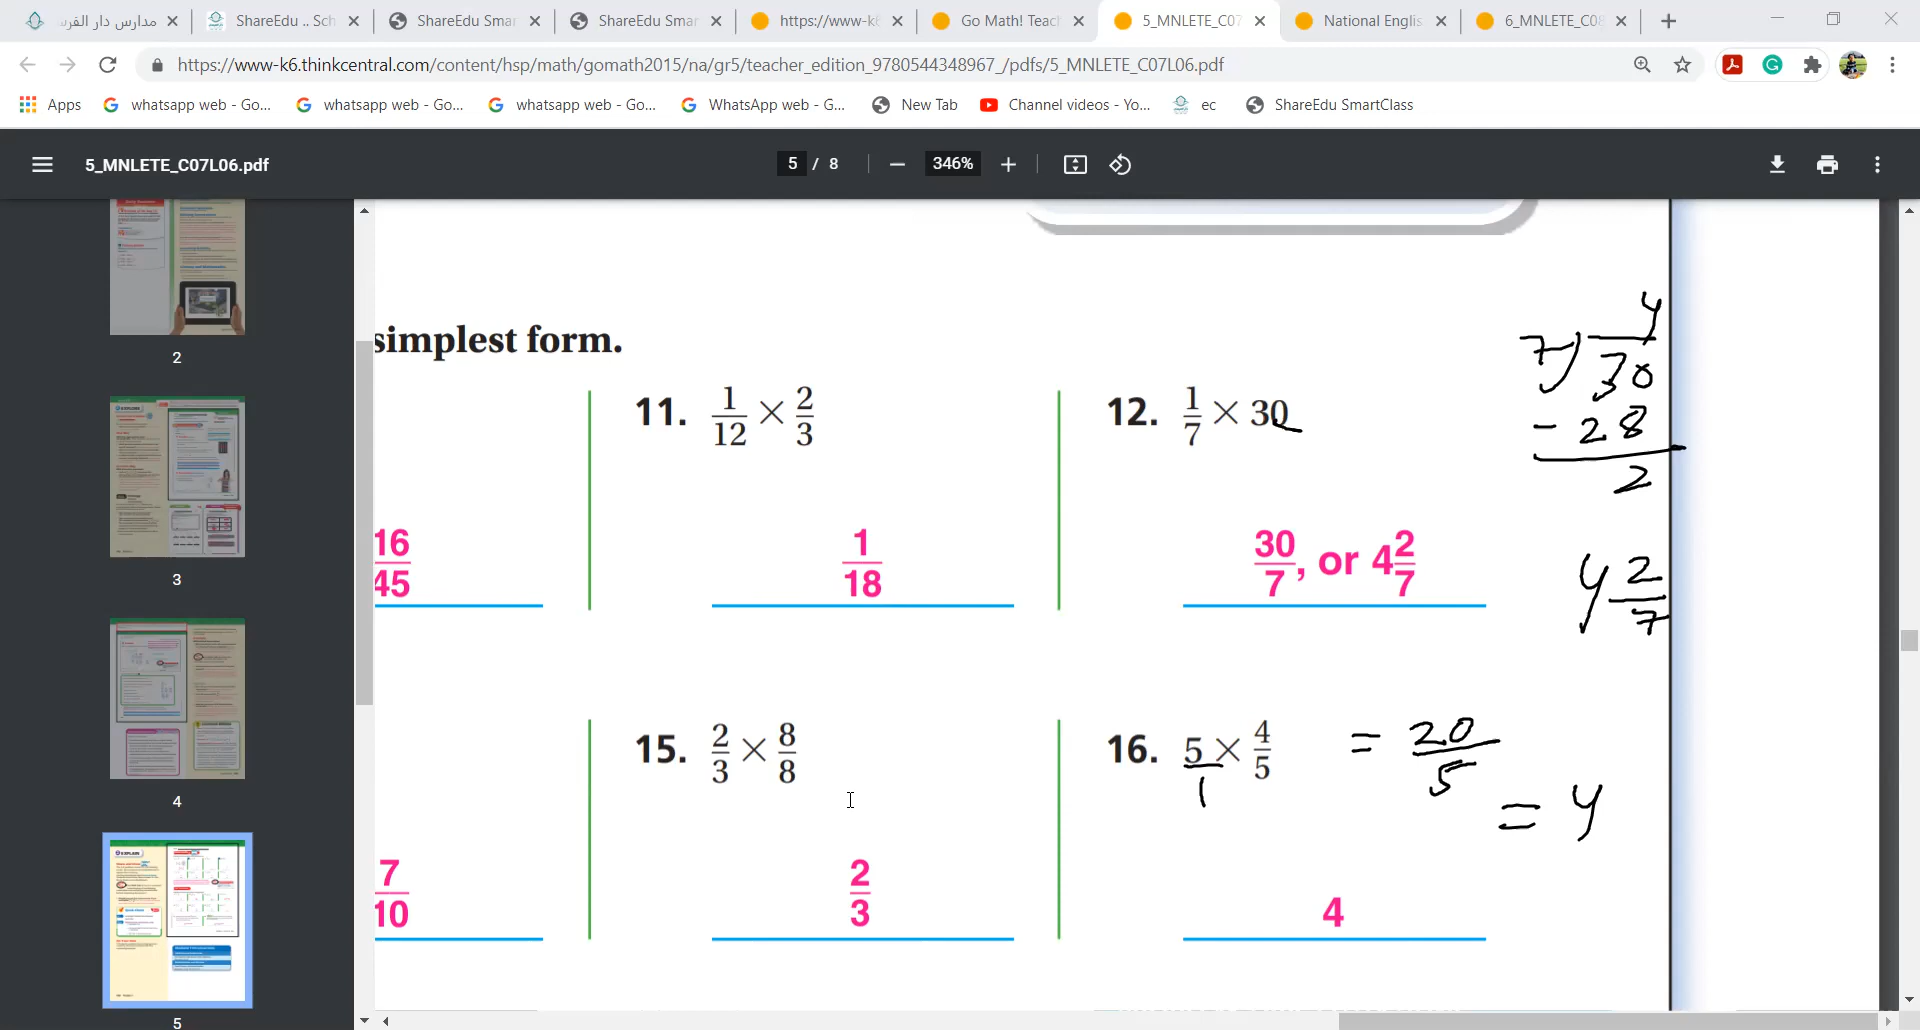 مدارس دار الفر
ShareEdu .. Sch
ShareEdu Smar
ShareEdu Smar
https://www-k6
Go Math! Teac
5_MNLETE_C07
National Englis
6_MNLETE_C08
https://www-k6.thinkcentral.com/content/hsp/math/gomath2015/na/gr5/teacher_edition_9780544348967_/pdfs/5_MNLETE_C07L06.pdf
Apps
whatsapp web - Go...
whatsapp web - Go...
whatsapp web - Go...
WhatsApp web - G...
New Tab
Channel videos - Yo...
ec
ShareEdu SmartClass
5_MNLETE_C07L06.pdf
5 / 8
346%
2
3
4
5
simplest form.
11. 1/12 × 2/3
12. 1/7 × 30
16/45
1/18
30/7, or 4 2/7
4
7)30
- 28
2
4 2/7
15. 2/3 × 8/8
16. 5/1 × 4/5 = 20/5
= 4
7/10
2/3
4